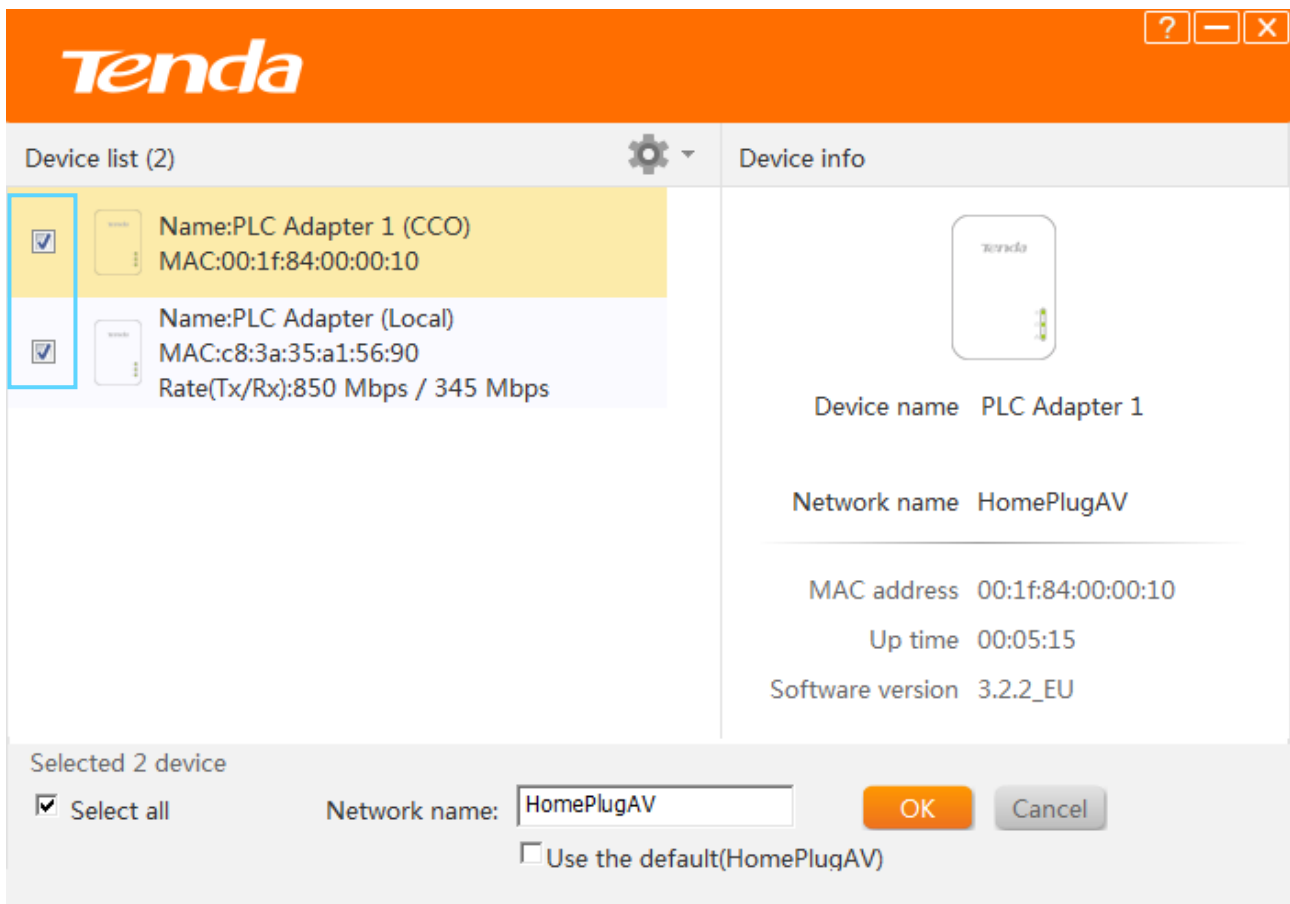 Tenda
?
Device list (2)
Device info
Name:PLC Adapter 1 (CCO)
MAC:00:1f:84:00:00:10
Name:PLC Adapter (Local)
MAC:c8:3a:35:a1:56:90
Rate(Tx/Rx):850 Mbps / 345 Mbps
Tenda
Device name PLC Adapter 1
Network name HomePlugAV
MAC address 00:1f:84:00:00:10
Up time 00:05:15
Software version 3.2.2_EU
Selected 2 device
Select all
Network name: HomePlugAV
OK
Cancel
Use the default(HomePlugAV)